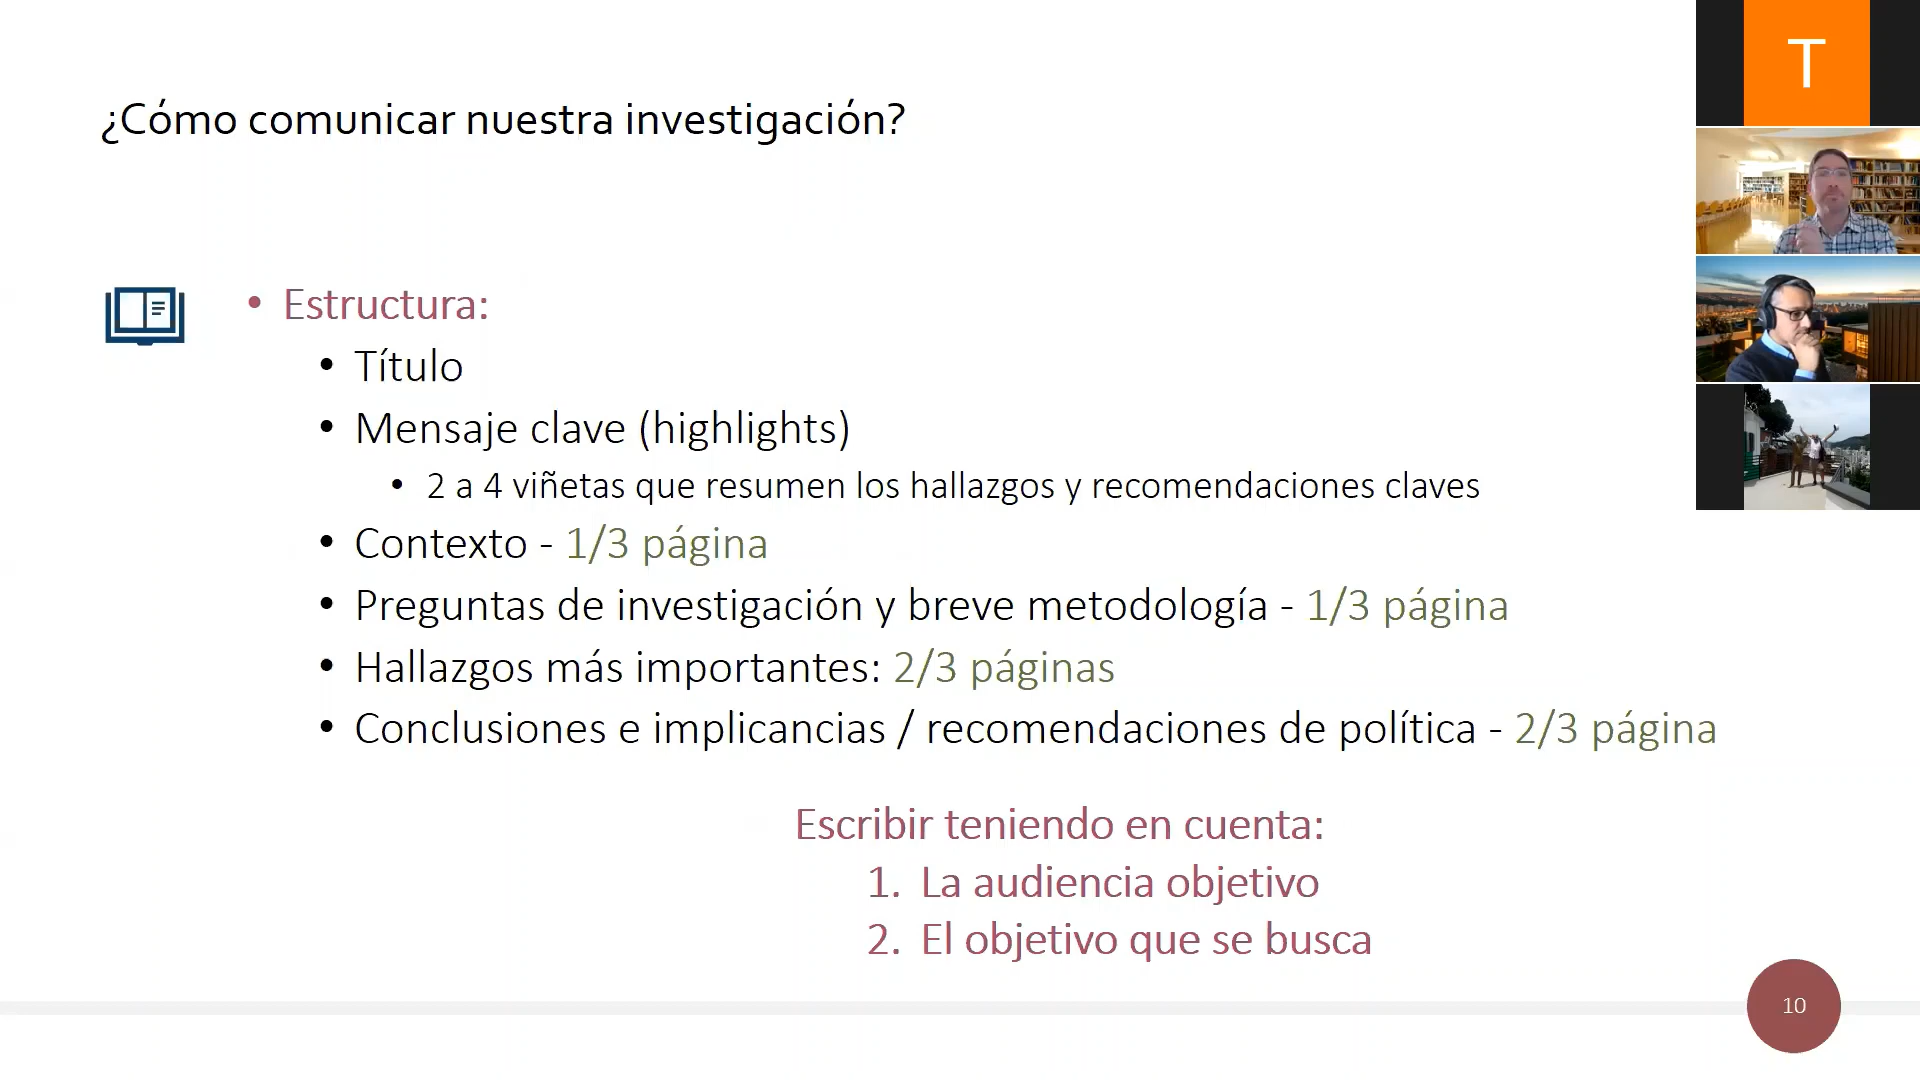 ¿Cómo comunicar nuestra investigación?
• Estructura:
• Título
• Mensaje clave (highlights)
• 2 a 4 viñetas que resumen los hallazgos y recomendaciones claves
• Contexto - 1/3 página
• Preguntas de investigación y breve metodología - 1/3 página
• Hallazgos más importantes: 2/3 páginas
• Conclusiones e implicancias / recomendaciones de política - 2/3 página
Escribir teniendo en cuenta:
1. La audiencia objetivo
2. El objetivo que se busca
10
T